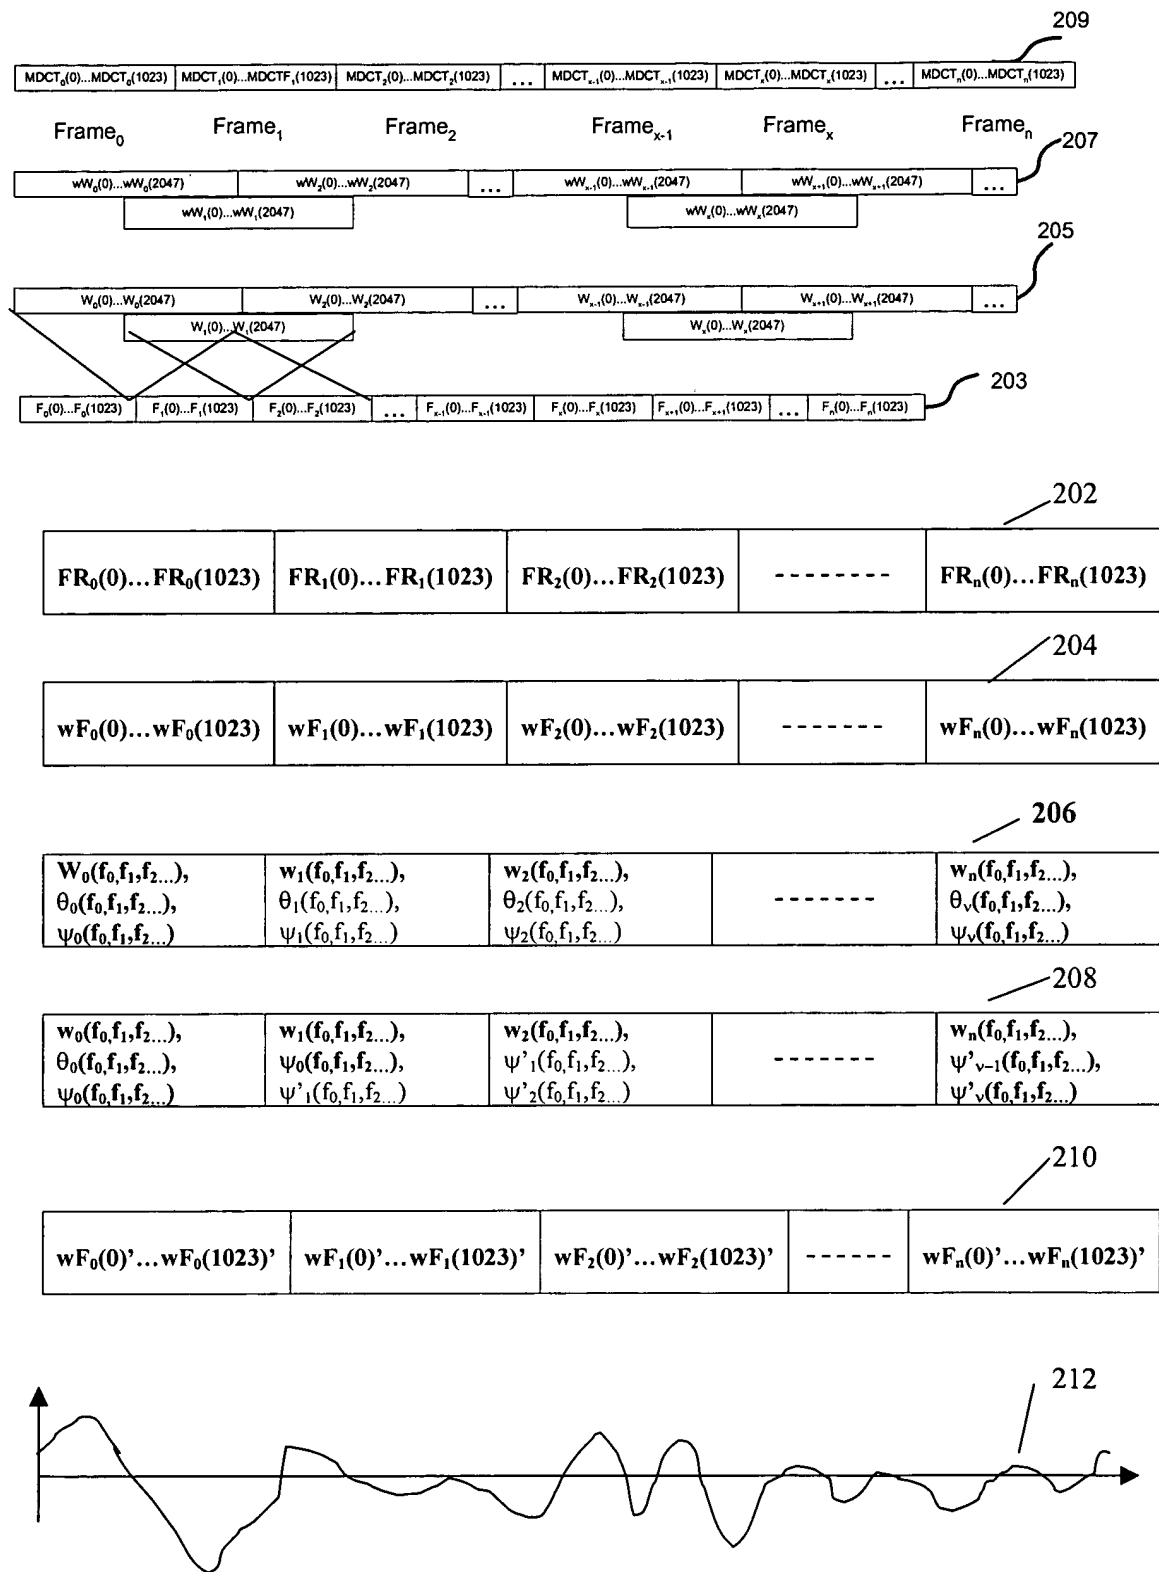 209
MDCT₀(0)...MDCT₀(1023) MDCT₁(0)...MDCTF₁(1023) MDCT₂(0)...MDCT₂(1023) ... MDCTₓ₋₁(0)...MDCTₓ₋₁(1023) MDCTₓ(0)...MDCTₓ(1023) ... MDCTₙ(0)...MDCTₙ(1023)
Frame₀ Frame₁ Frame₂ Frameₓ₋₁ Frameₓ Frameₙ
207
wW₀(0)...wW₀(2047) wW₂(0)...wW₂(2047) ... wWₓ₋₁(0)...wWₓ₋₁(2047) wWₓ₊₁(0)...wWₓ₊₁(2047) ...
wW₁(0)...wW₁(2047) wWₓ(0)...wWₓ(2047)
205
W₀(0)...W₀(2047) W₂(0)...W₂(2047) ... Wₓ₋₁(0)...Wₓ₋₁(2047) Wₓ₊₁(0)...Wₓ₊₁(2047) ...
W₁(0)...W₁(2047) Wₓ(0)...Wₓ(2047)
203
F₀(0)...F₀(1023) F₁(0)...F₁(1023) F₂(0)...F₂(1023) ... Fₓ₋₁(0)...Fₓ₋₁(1023) Fₓ(0)...Fₓ(1023) Fₓ₊₁(0)...Fₓ₊₁(1023) ... Fₙ(0)...Fₙ(1023)
202
FR₀(0)...FR₀(1023) FR₁(0)...FR₁(1023) FR₂(0)...FR₂(1023) -------- FRₙ(0)...FRₙ(1023)
204
wF₀(0)...wF₀(1023) wF₁(0)...wF₁(1023) wF₂(0)...wF₂(1023) ------- wFₙ(0)...wFₙ(1023)
206
W₀(f₀,f₁,f₂...), w₁(f₀,f₁,f₂...), w₂(f₀,f₁,f₂...), wₙ(f₀,f₁,f₂...),
θ₀(f₀,f₁,f₂...), θ₁(f₀,f₁,f₂...), θ₂(f₀,f₁,f₂...), ------- θᵥ(f₀,f₁,f₂...),
ψ₀(f₀,f₁,f₂...) ψ₁(f₀,f₁,f₂...) ψ₂(f₀,f₁,f₂...) ψᵥ(f₀,f₁,f₂...)
208
w₀(f₀,f₁,f₂...), w₁(f₀,f₁,f₂...), w₂(f₀,f₁,f₂...), wₙ(f₀,f₁,f₂...),
θ₀(f₀,f₁,f₂...), ψ₀(f₀,f₁,f₂...), ψ'₁(f₀,f₁,f₂...), ------- ψ'ᵥ₋₁(f₀,f₁,f₂...),
ψ₀(f₀,f₁,f₂...) ψ'₁(f₀,f₁,f₂...) ψ'₂(f₀,f₁,f₂...) ψ'ᵥ(f₀,f₁,f₂...)
210
wF₀(0)’...wF₀(1023)’ wF₁(0)’...wF₁(1023)’ wF₂(0)’...wF₂(1023)’ ------ wFₙ(0)’...wFₙ(1023)’
212